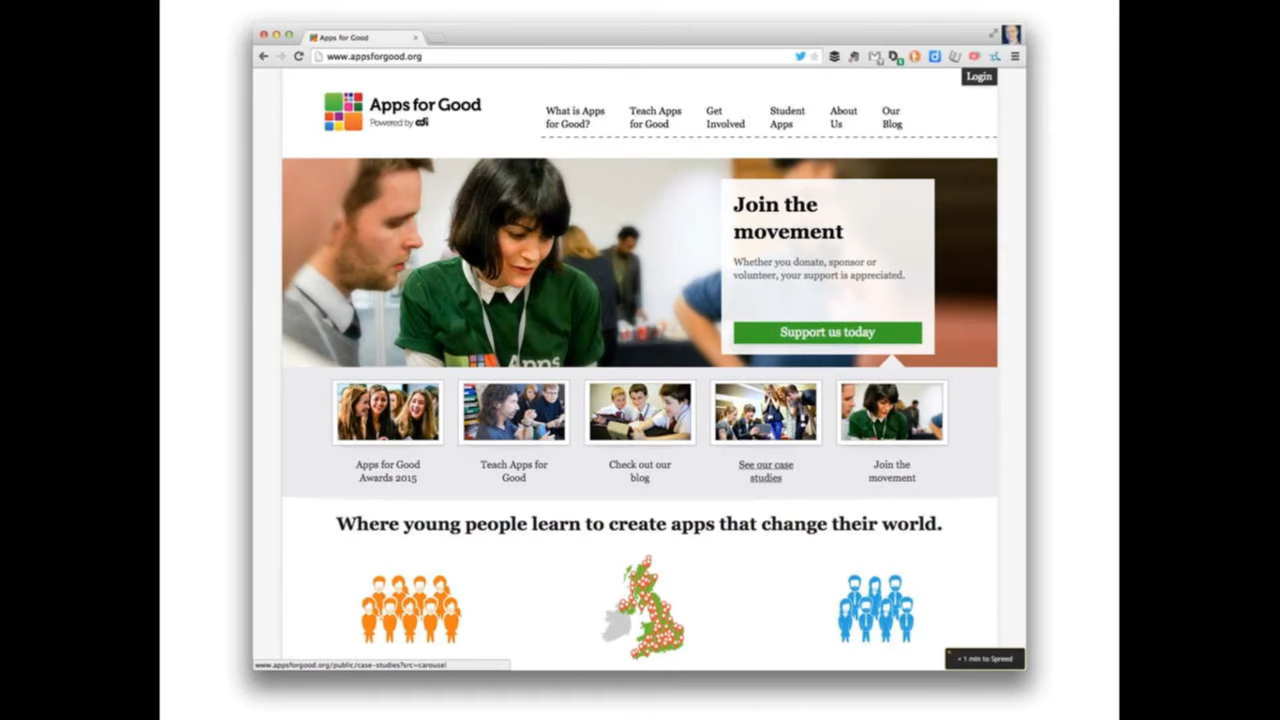 Apps for Good
www.appsforgood.org
Login
Apps for Good
Powered by cdi
What is Apps
for Good?
Teach Apps
for Good
Get
Involved
Student
Apps
About
Us
Our
Blog
Join the
movement
Whether you donate, sponsor or
volunteer, your support is appreciated.
Support us today
Apps
Apps for Good
Awards 2015
Teach Apps for
Good
Check out our
blog
See our case
studies
Join the
movement
Where young people learn to create apps that change their world.
www.appsforgood.org/public/case-studies?src=carousel
< 1 min to Spreed